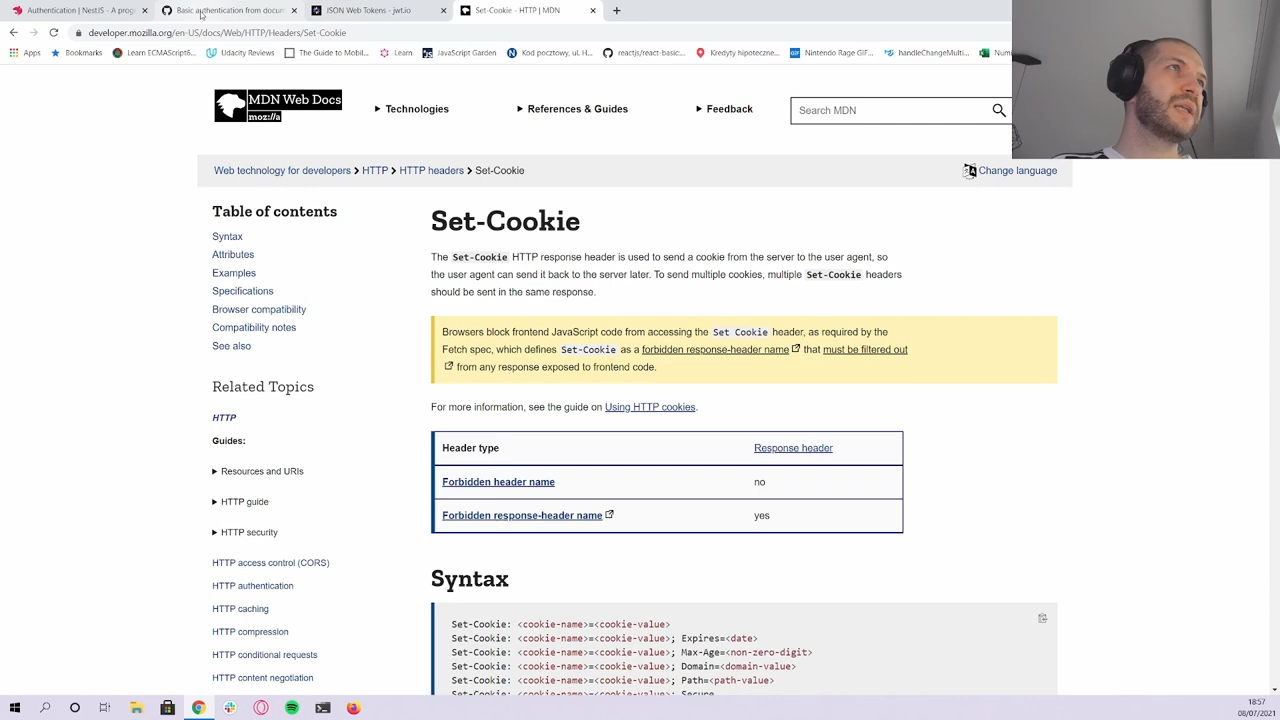 Authentication | NestJS - A prog
Basic authentication from docum
JSON Web Tokens - jwt.io
Set-Cookie - HTTP | MDN
developer.mozilla.org/en-US/docs/Web/HTTP/Headers/Set-Cookie
Apps
Bookmarks
Learn ECMAScript6...
Udacity Reviews
The Guide to Mobil...
Learn
JavaScript Garden
Kod pocztowy, ul. H...
reactjs/react-basic:...
Kredyty hipoteczne...
Nintendo Rage GIF...
handleChangeMulti...
MDN Web Docs
moz://a
Technologies
References & Guides
Feedback
Search MDN
Web technology for developers
HTTP
HTTP headers
Set-Cookie
Change language
Table of contents
Syntax
Attributes
Examples
Specifications
Browser compatibility
Compatibility notes
See also
Related Topics
HTTP
Guides:
Resources and URIs
HTTP guide
HTTP security
HTTP access control (CORS)
HTTP authentication
HTTP caching
HTTP compression
HTTP conditional requests
HTTP content negotiation
Set-Cookie
The Set-Cookie HTTP response header is used to send a cookie from the server to the user agent, so
the user agent can send it back to the server later. To send multiple cookies, multiple Set-Cookie headers
should be sent in the same response.
Browsers block frontend JavaScript code from accessing the Set Cookie header, as required by the
Fetch spec, which defines Set-Cookie as a forbidden response-header name that must be filtered out
from any response exposed to frontend code.
For more information, see the guide on Using HTTP cookies.
Header type Response header
Forbidden header name no
Forbidden response-header name yes
Syntax
Set-Cookie: <cookie-name>=<cookie-value>
Set-Cookie: <cookie-name>=<cookie-value>; Expires=<date>
Set-Cookie: <cookie-name>=<cookie-value>; Max-Age=<non-zero-digit>
Set-Cookie: <cookie-name>=<cookie-value>; Domain=<domain-value>
Set-Cookie: <cookie-name>=<cookie-value>; Path=<path-value>
Set-Cookie: <cookie-name>=<cookie-value>; Secure
18:57
08/07/2021